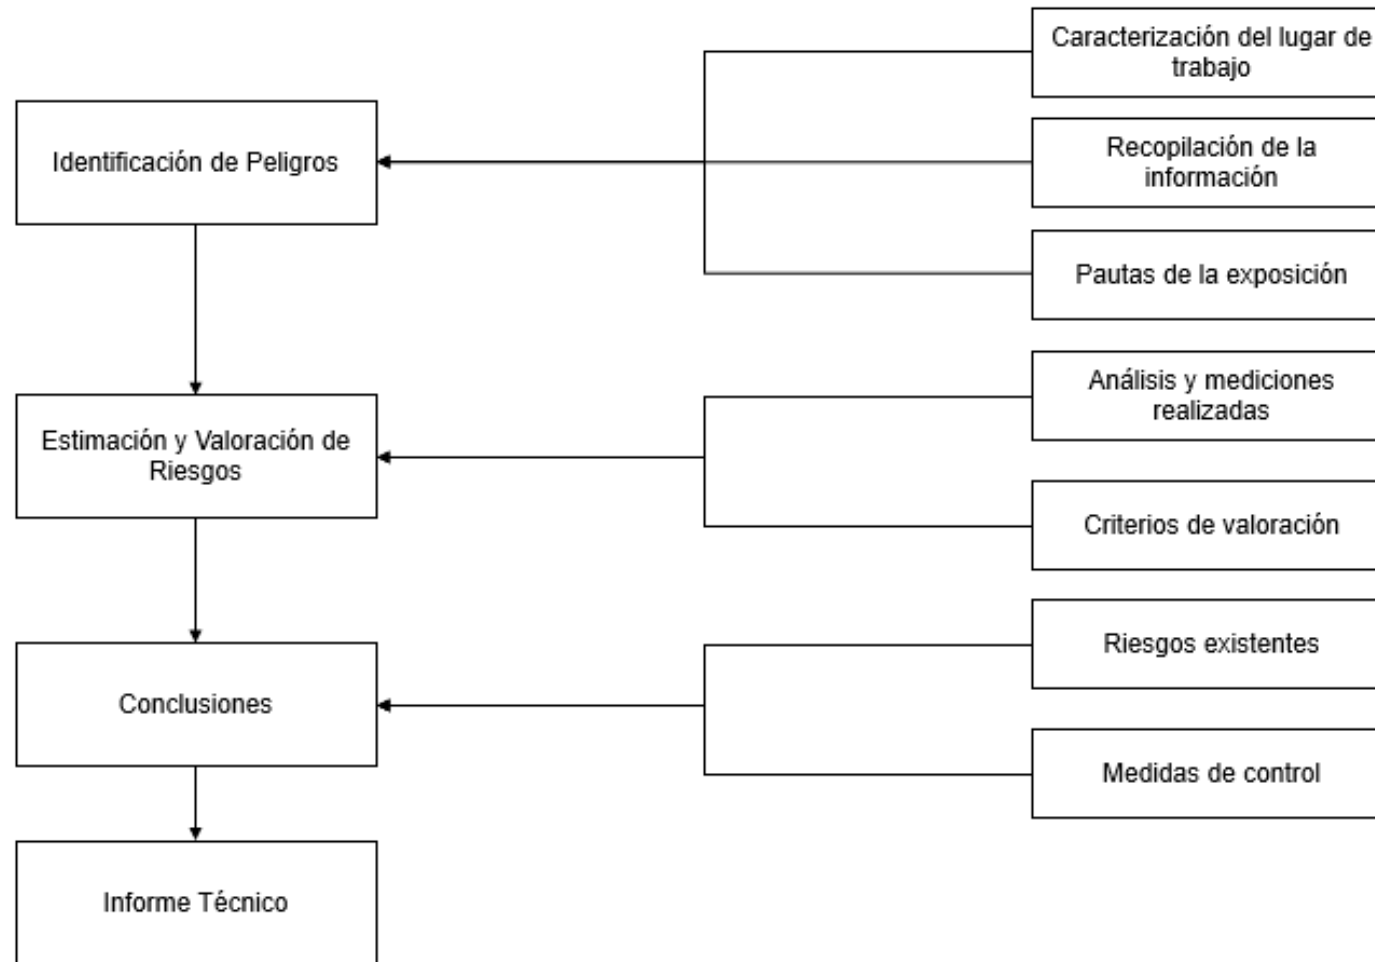 Caracterización del lugar de
trabajo
Identificación de Peligros
Recopilación de la
información
Pautas de la exposición
Análisis y mediciones
realizadas
Estimación y Valoración de
Riesgos
Criterios de valoración
Riesgos existentes
Conclusiones
Medidas de control
Informe Técnico